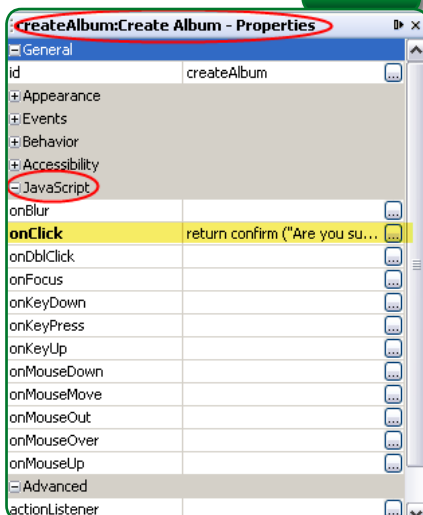 createAlbum:Create Album - Properties
General
id createAlbum ...
Appearance
Events
Behavior
Accessibility
JavaScript
onBlur ...
onClick return confirm ("Are you su... ...
onDblClick ...
onFocus ...
onKeyDown ...
onKeyPress ...
onKeyUp ...
onMouseDown ...
onMouseMove ...
onMouseOut ...
onMouseOver ...
onMouseUp ...
Advanced
actionListener ...